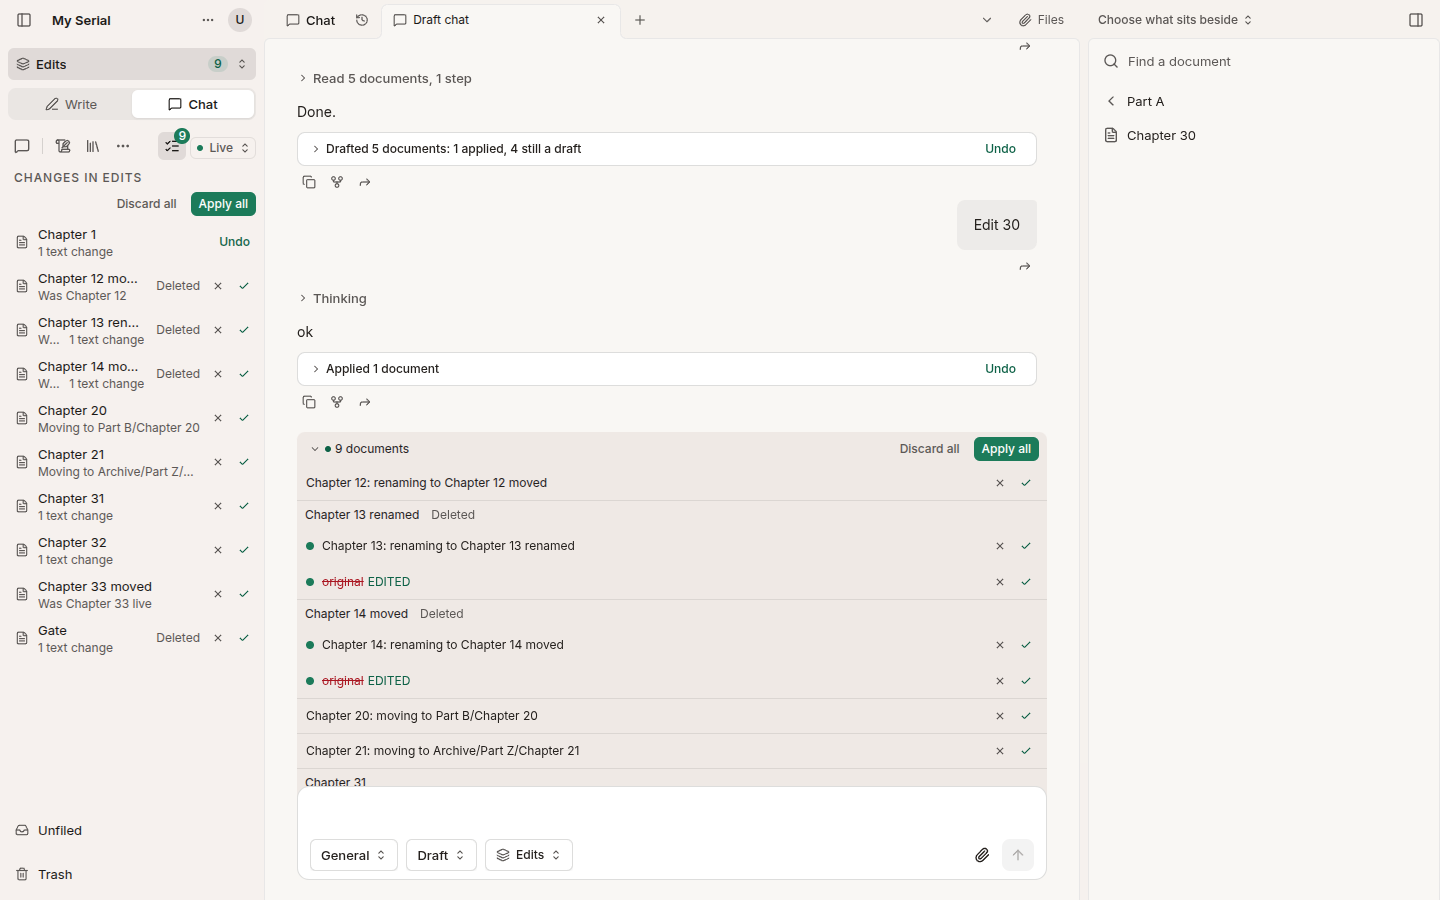 My Serial
U
Edits
9
Write
Chat
9
Live
CHANGES IN EDITS
Discard all
Apply all
Chapter 1
1 text change
Undo
Chapter 12 mo...
Was Chapter 12
Deleted
Chapter 13 ren...
W... 1 text change
Deleted
Chapter 14 mo...
W... 1 text change
Deleted
Chapter 20
Moving to Part B/Chapter 20
Chapter 21
Moving to Archive/Part Z/...
Chapter 31
1 text change
Chapter 32
1 text change
Chapter 33 moved
Was Chapter 33 live
Gate
1 text change
Deleted
Unfiled
Trash
Chat
Draft chat
Files
Read 5 documents, 1 step
Done.
Drafted 5 documents: 1 applied, 4 still a draft
Undo
Edit 30
Thinking
ok
Applied 1 document
Undo
9 documents
Discard all
Apply all
Chapter 12: renaming to Chapter 12 moved
Chapter 13 renamed Deleted
Chapter 13: renaming to Chapter 13 renamed
original EDITED
Chapter 14 moved Deleted
Chapter 14: renaming to Chapter 14 moved
original EDITED
Chapter 20: moving to Part B/Chapter 20
Chapter 21: moving to Archive/Part Z/Chapter 21
Chapter 31
General
Draft
Edits
Choose what sits beside
Find a document
Part A
Chapter 30